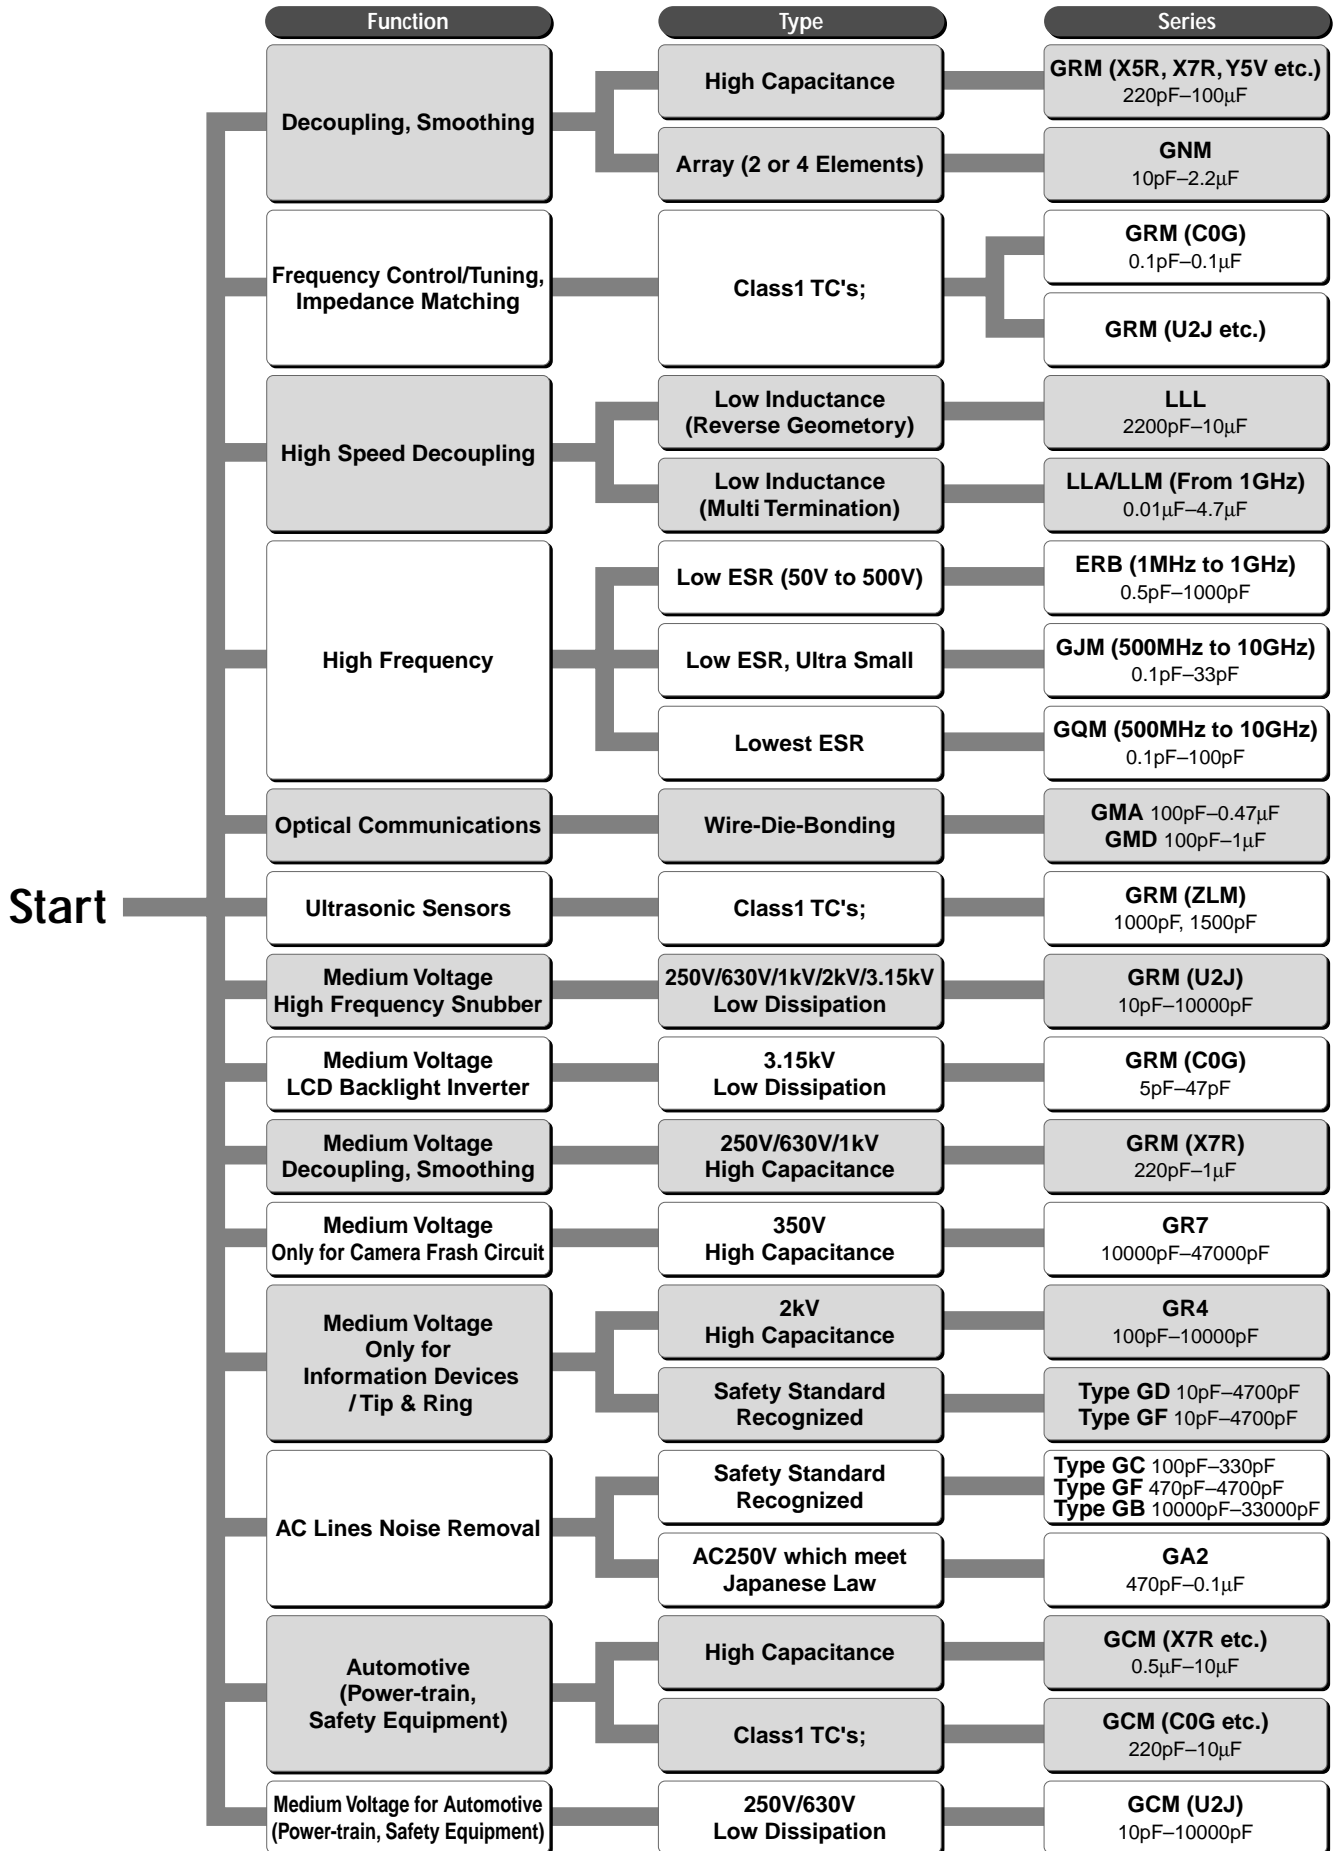 Function
Type
Series
Start
Decoupling, Smoothing
High Capacitance
GRM (X5R, X7R, Y5V etc.)
220pF–100µF
Array (2 or 4 Elements)
GNM
10pF–2.2µF
Frequency Control/Tuning,
Impedance Matching
Class1 TC's;
GRM (C0G)
0.1pF–0.1µF
GRM (U2J etc.)
High Speed Decoupling
Low Inductance
(Reverse Geometory)
LLL
2200pF–10µF
Low Inductance
(Multi Termination)
LLA/LLM (From 1GHz)
0.01µF–4.7µF
High Frequency
Low ESR (50V to 500V)
ERB (1MHz to 1GHz)
0.5pF–1000pF
Low ESR, Ultra Small
GJM (500MHz to 10GHz)
0.1pF–33pF
Lowest ESR
GQM (500MHz to 10GHz)
0.1pF–100pF
Optical Communications
Wire-Die-Bonding
GMA 100pF–0.47µF
GMD 100pF–1µF
Ultrasonic Sensors
Class1 TC's;
GRM (ZLM)
1000pF, 1500pF
Medium Voltage
High Frequency Snubber
250V/630V/1kV/2kV/3.15kV
Low Dissipation
GRM (U2J)
10pF–10000pF
Medium Voltage
LCD Backlight Inverter
3.15kV
Low Dissipation
GRM (C0G)
5pF–47pF
Medium Voltage
Decoupling, Smoothing
250V/630V/1kV
High Capacitance
GRM (X7R)
220pF–1µF
Medium Voltage
Only for Camera Frash Circuit
350V
High Capacitance
GR7
10000pF–47000pF
Medium Voltage
Only for
Information Devices
/Tip & Ring
2kV
High Capacitance
GR4
100pF–10000pF
Safety Standard
Recognized
Type GD 10pF–4700pF
Type GF 10pF–4700pF
AC Lines Noise Removal
Safety Standard
Recognized
Type GC 100pF–330pF
Type GF 470pF–4700pF
Type GB 10000pF–33000pF
AC250V which meet
Japanese Law
GA2
470pF–0.1µF
Automotive
(Power-train,
Safety Equipment)
High Capacitance
GCM (X7R etc.)
0.5µF–10µF
Class1 TC's;
GCM (C0G etc.)
220pF–10µF
Medium Voltage for Automotive
(Power-train, Safety Equipment)
250V/630V
Low Dissipation
GCM (U2J)
10pF–10000pF